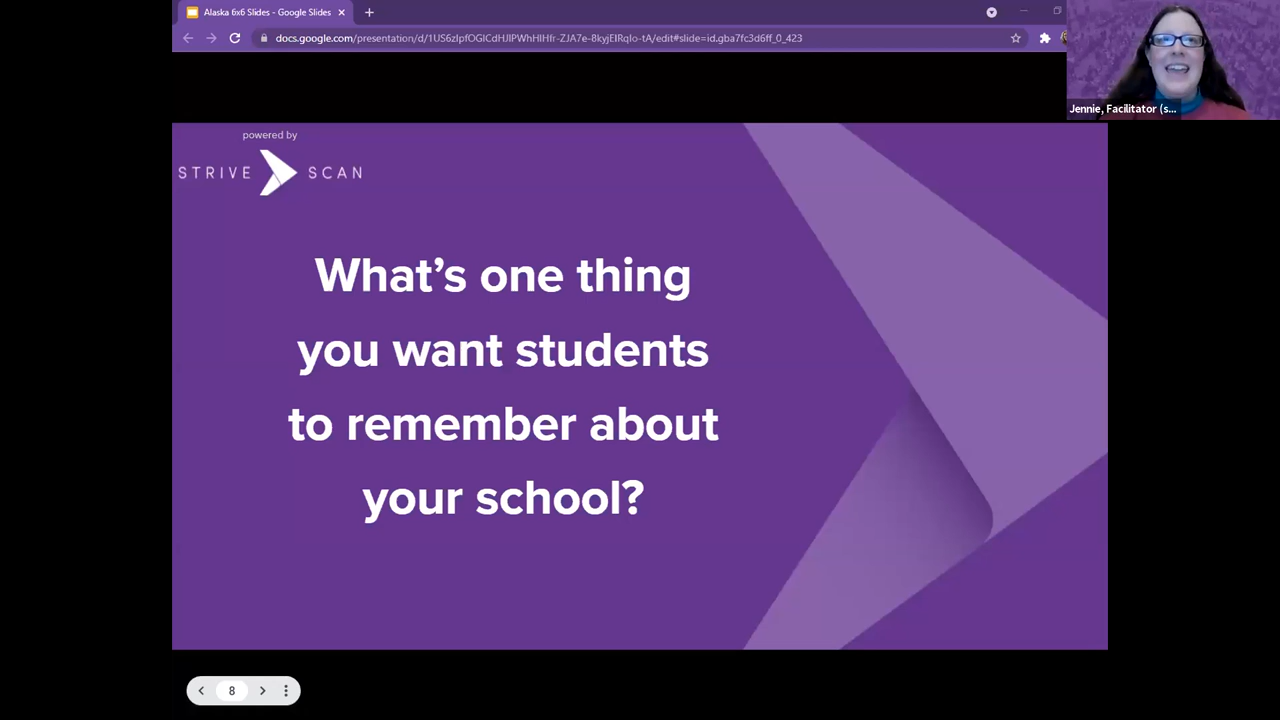 Alaska 6x6 Slides - Google Slides
docs.google.com/presentation/d/1US6zIpfOGlCdHJlPWhHlHfr-ZJA7e-8kyjEIRqIo-tA/edit#slide=id.gba7fc3d6ff_0_423
Jennie, Facilitator (s...
powered by
STRIVE SCAN
What's one thing
you want students
to remember about
your school?
8